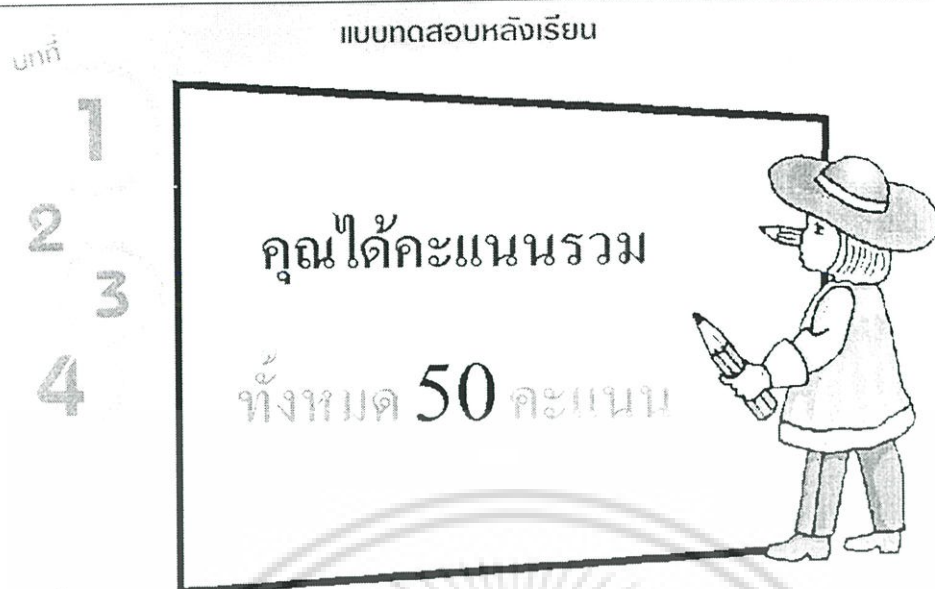 แบบทดสอบหลังเรียน
บทที่
1
2
3
4
คุณได้คะแนนรวม
ทั้งหมด 50 คะแนน